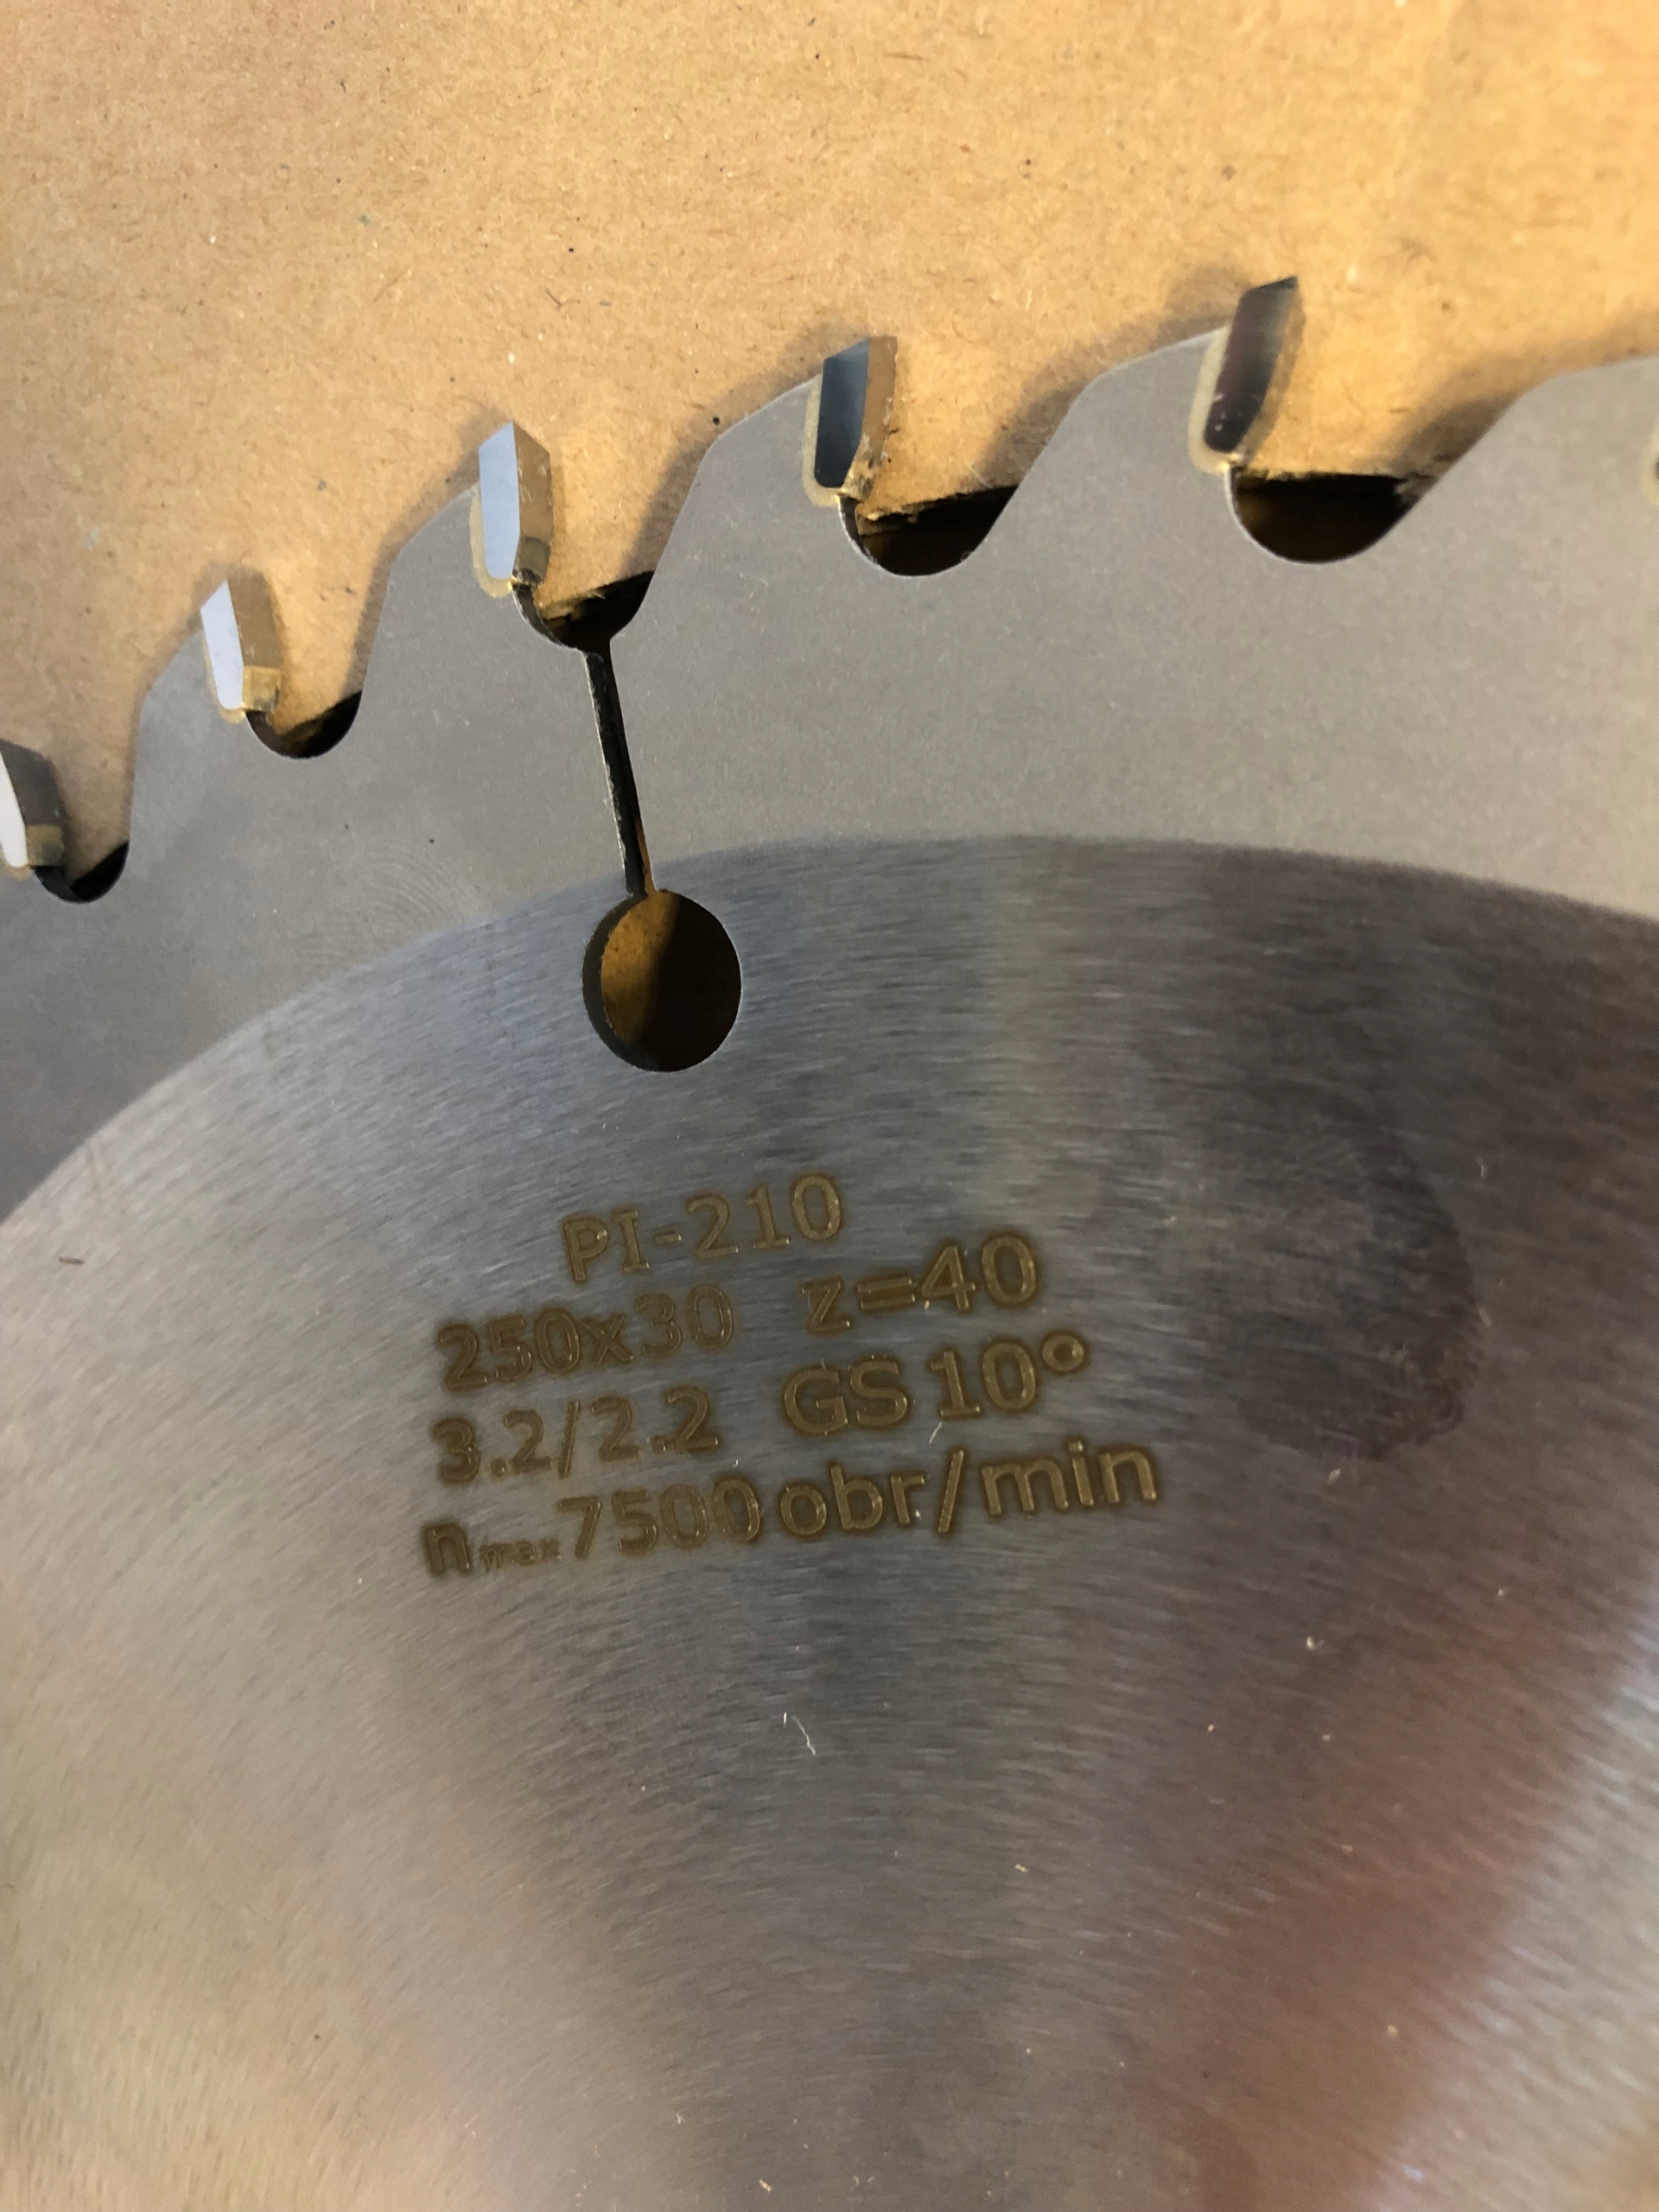 PI-210
250x30 z=40
3.2/2.2 GS 10°
nmax 7500 obr/min